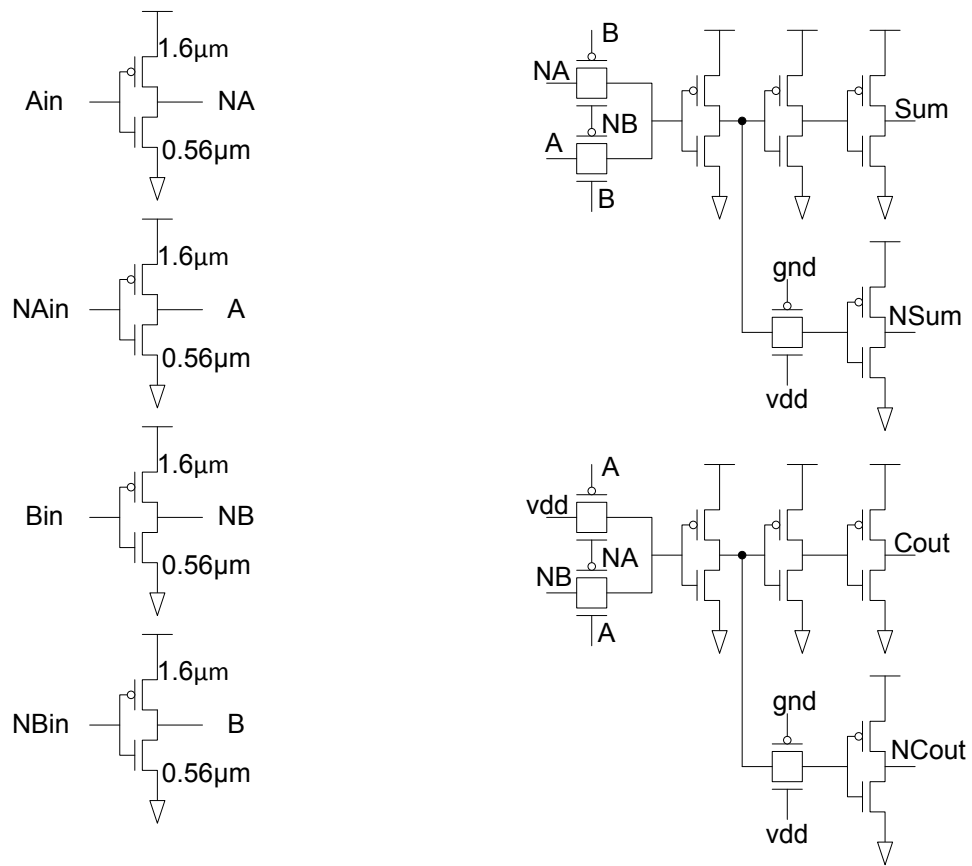 1.6µm
Ain
NA
0.56µm
1.6µm
NAin
A
0.56µm
1.6µm
Bin
NB
0.56µm
1.6µm
NBin
B
0.56µm
B
NA
NB
A
B
Sum
gnd
NSum
vdd
A
vdd
NA
NB
A
Cout
gnd
NCout
vdd